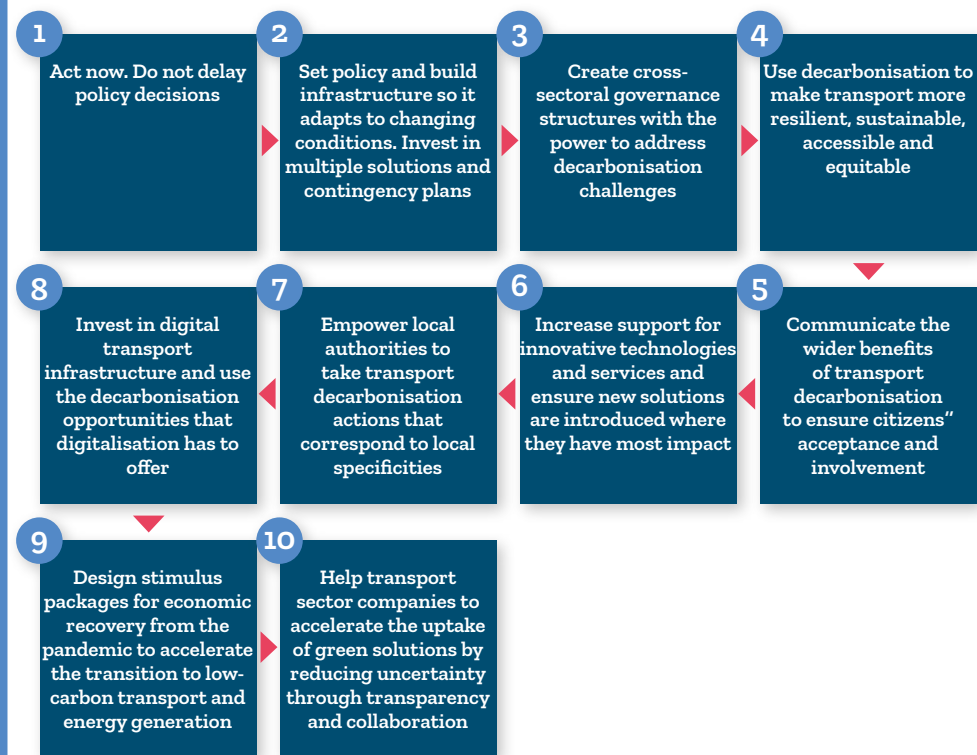 1
Act now. Do not delay
policy decisions
2
Set policy and build
infrastructure so it
adapts to changing
conditions. Invest in
multiple solutions and
contingency plans
3
Create cross-
sectoral governance
structures with the
power to address
decarbonisation
challenges
4
Use decarbonisation to
make transport more
resilient, sustainable,
accessible and
equitable
5
Communicate the
wider benefits
of transport
decarbonisation
to ensure citizens“
acceptance and
involvement
6
Increase support for
innovative technologies
and services and
ensure new solutions
are introduced where
they have most impact
7
Empower local
authorities to
take transport
decarbonisation
actions that
correspond to local
specificities
8
Invest in digital
transport
infrastructure and use
the decarbonisation
opportunities that
digitalisation has to
offer
9
Design stimulus
packages for economic
recovery from the
pandemic to accelerate
the transition to low-
carbon transport and
energy generation
10
Help transport
sector companies to
accelerate the uptake
of green solutions by
reducing uncertainty
through transparency
and collaboration